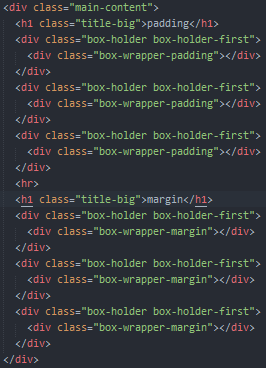 <div class="main-content">
<h1 class="title-big">padding</h1>
<div class="box-holder box-holder-first">
<div class="box-wrapper-padding"></div>
</div>
<div class="box-holder box-holder-first">
<div class="box-wrapper-padding"></div>
</div>
<div class="box-holder box-holder-first">
<div class="box-wrapper-padding"></div>
</div>
<hr>
<h1 class="title-big">margin</h1>
<div class="box-holder box-holder-first">
<div class="box-wrapper-margin"></div>
</div>
<div class="box-holder box-holder-first">
<div class="box-wrapper-margin"></div>
</div>
<div class="box-holder box-holder-first">
<div class="box-wrapper-margin"></div>
</div>
</div>